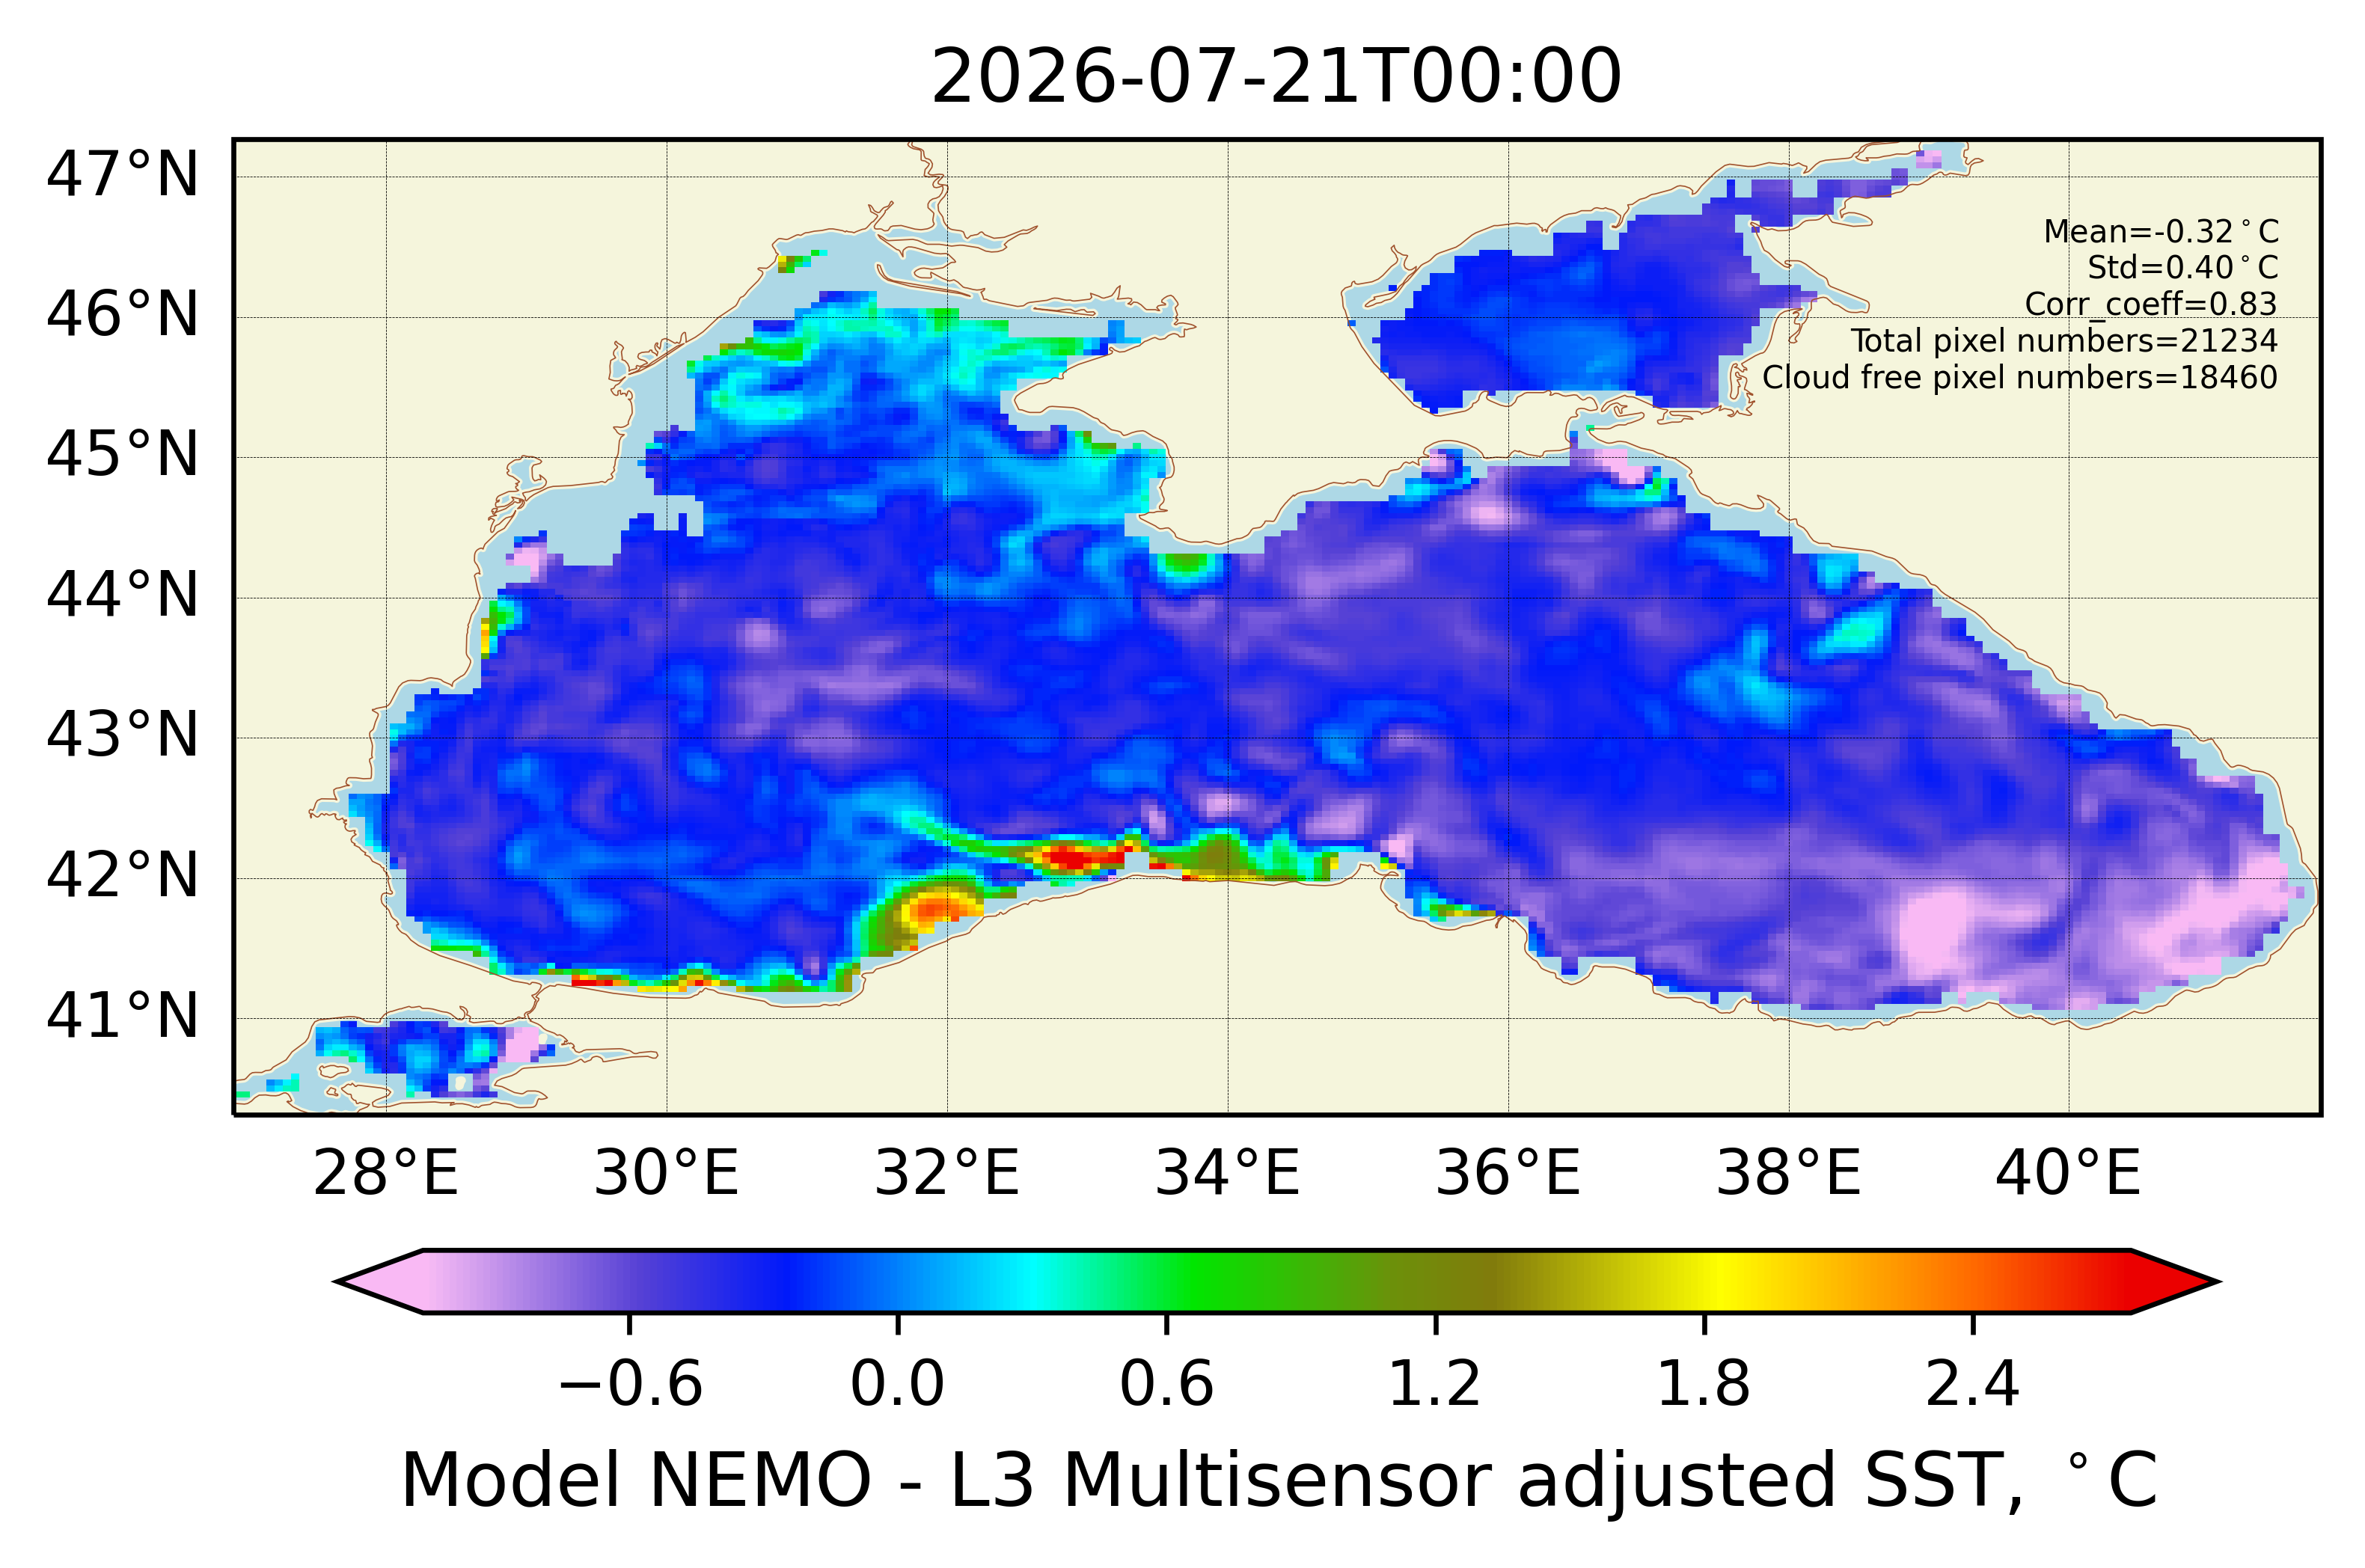 2026-07-21T00:00
47°N
46°N
45°N
44°N
43°N
42°N
41°N
Mean=-0.32°C
Std=0.40°C
Corr_coeff=0.83
Total pixel numbers=21234
Cloud free pixel numbers=18460
28°E 30°E 32°E 34°E 36°E 38°E 40°E
−0.6 0.0 0.6 1.2 1.8 2.4
Model NEMO - L3 Multisensor adjusted SST, °C